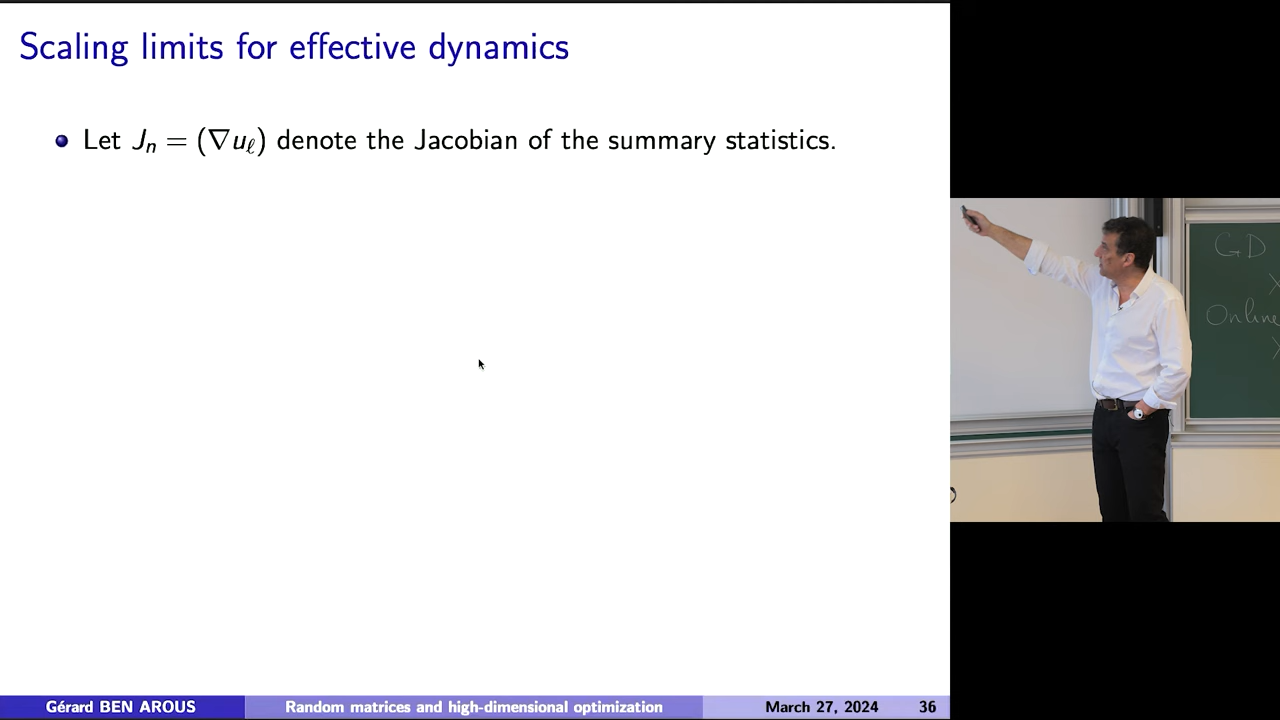 Scaling limits for effective dynamics
Let Jₙ = (∇u_ℓ) denote the Jacobian of the summary statistics.
GD
X
Online
X
Gérard BEN AROUS
Random matrices and high-dimensional optimization
March 27, 2024
36